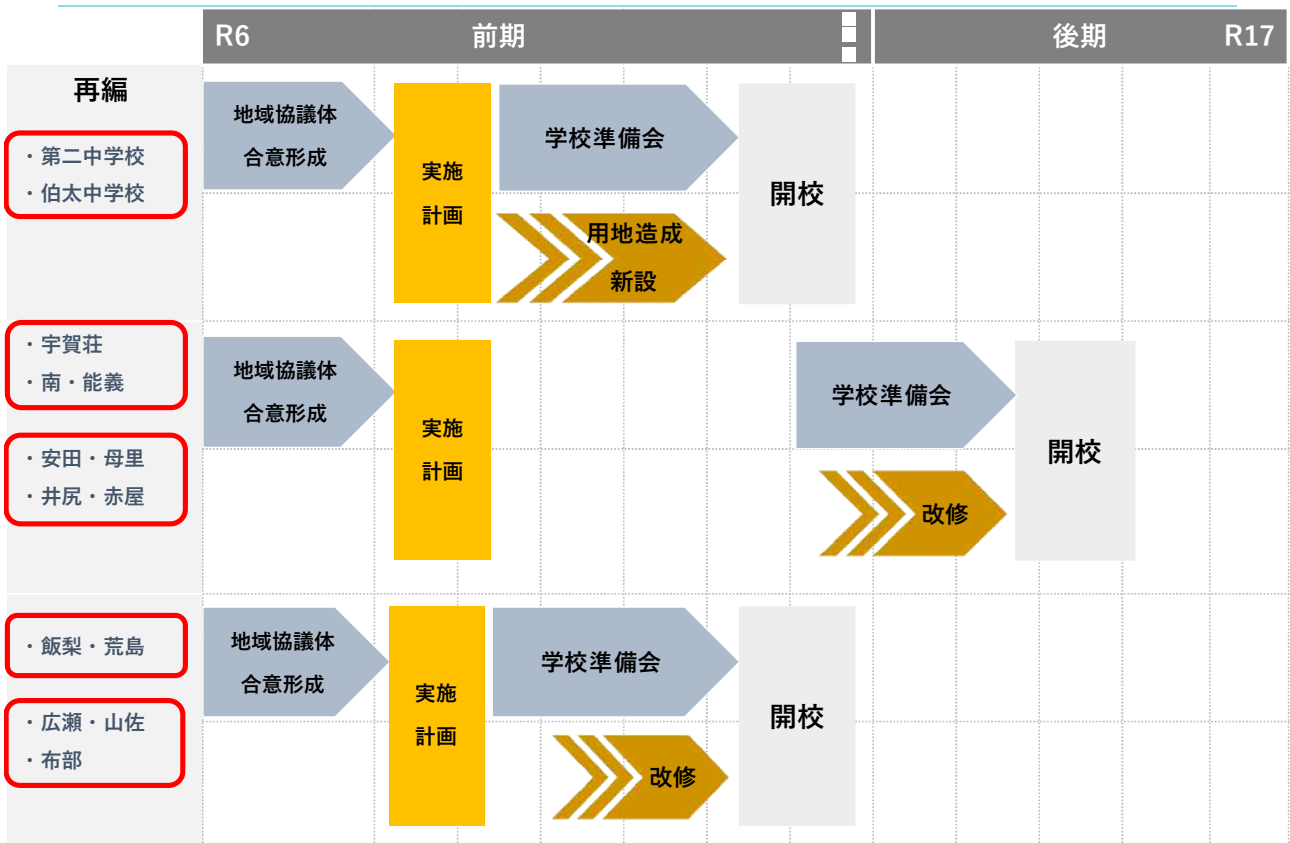 R6 前期 後期 R17
再編
・第二中学校
・伯太中学校
地域協議体
合意形成
実施
計画
学校準備会
用地造成
新設
開校
・宇賀荘
・南・能義
・安田・母里
・井尻・赤屋
地域協議体
合意形成
実施
計画
学校準備会
改修
開校
・飯梨・荒島
・広瀬・山佐
・布部
地域協議体
合意形成
実施
計画
学校準備会
改修
開校